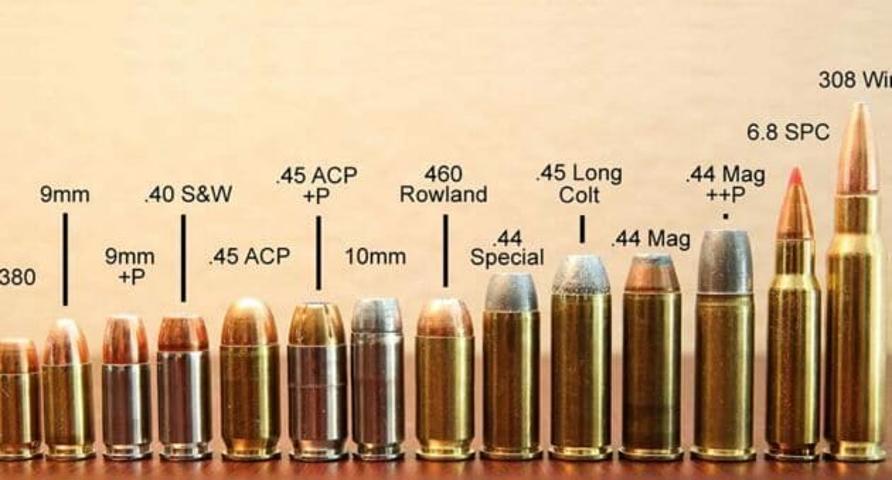 380
9mm
9mm
+P
.40 S&W
.45 ACP
.45 ACP
+P
10mm
460
Rowland
.44
Special
.45 Long
Colt
.44 Mag
.44 Mag
++P
6.8 SPC
308 Wi